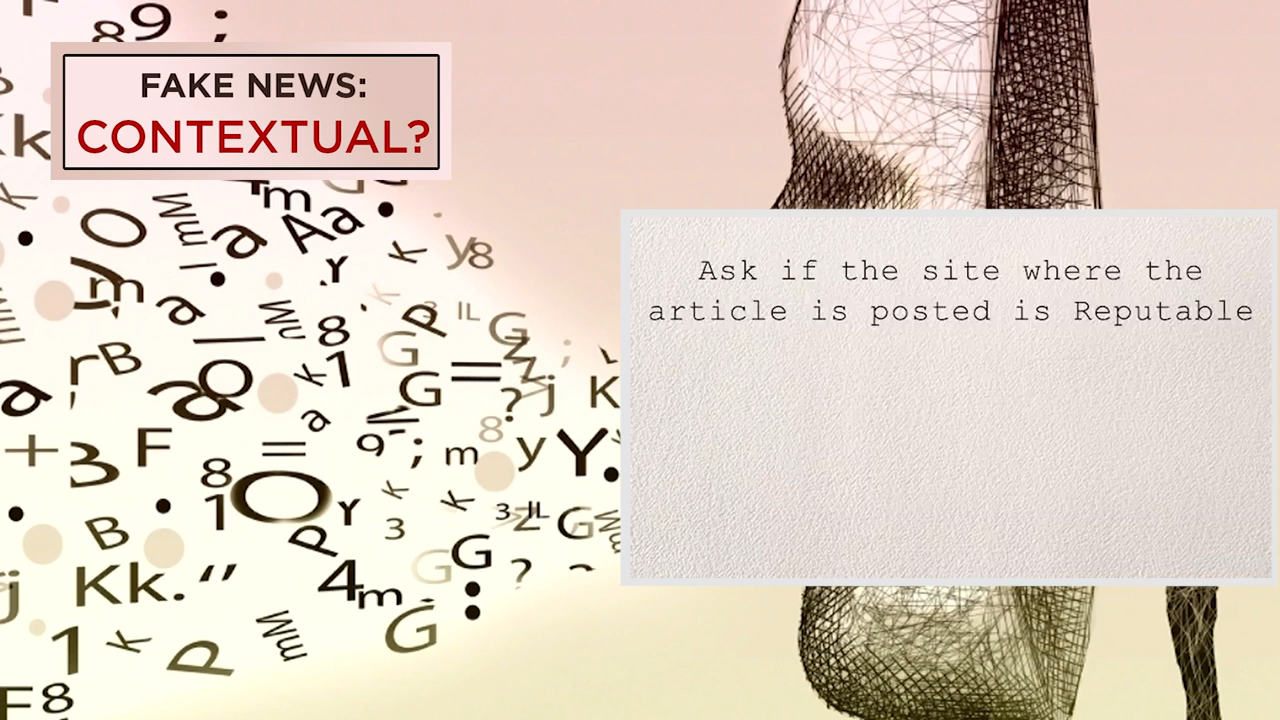 FAKE NEWS:
CONTEXTUAL?
Ask if the site where the
article is posted is Reputable